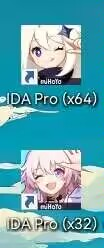 miHoYo
IDA Pro (x64)
miHoYo
IDA Pro (x32)